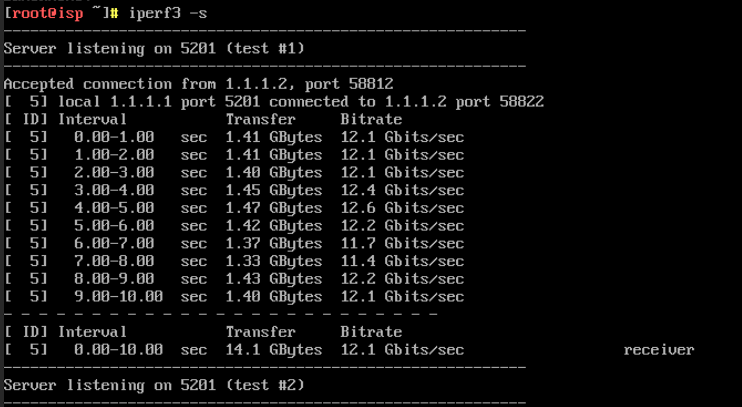 [root@isp ~]# iperf3 -s
-----------------------------------------------------------
Server listening on 5201 (test #1)
-----------------------------------------------------------
Accepted connection from 1.1.1.2, port 58812
[  5] local 1.1.1.1 port 5201 connected to 1.1.1.2 port 58822
[ ID] Interval           Transfer     Bitrate
[  5]   0.00-1.00   sec  1.41 GBytes  12.1 Gbits/sec
[  5]   1.00-2.00   sec  1.41 GBytes  12.1 Gbits/sec
[  5]   2.00-3.00   sec  1.40 GBytes  12.1 Gbits/sec
[  5]   3.00-4.00   sec  1.45 GBytes  12.4 Gbits/sec
[  5]   4.00-5.00   sec  1.47 GBytes  12.6 Gbits/sec
[  5]   5.00-6.00   sec  1.42 GBytes  12.2 Gbits/sec
[  5]   6.00-7.00   sec  1.37 GBytes  11.7 Gbits/sec
[  5]   7.00-8.00   sec  1.33 GBytes  11.4 Gbits/sec
[  5]   8.00-9.00   sec  1.43 GBytes  12.2 Gbits/sec
[  5]   9.00-10.00  sec  1.40 GBytes  12.1 Gbits/sec
- - - - - - - - - - - - - - - - - - - - - - - - -
[ ID] Interval           Transfer     Bitrate
[  5]   0.00-10.00  sec  14.1 GBytes  12.1 Gbits/sec                  receiver
-----------------------------------------------------------
Server listening on 5201 (test #2)
-----------------------------------------------------------